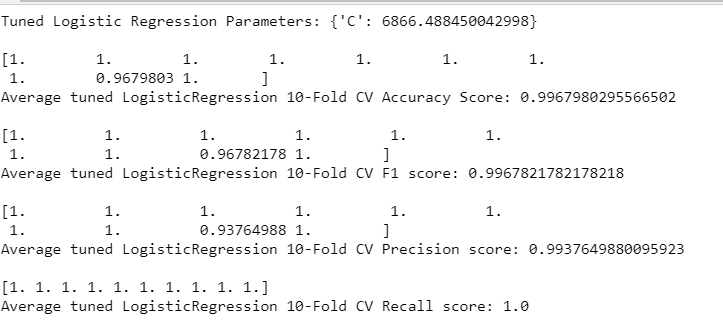 Tuned Logistic Regression Parameters: {'C': 6866.488450042998}
[1.         1.         1.         1.         1.         1.         1.
 1.         0.9679803 1.        ]
Average tuned LogisticRegression 10-Fold CV Accuracy Score: 0.9967980295566502
[1.         1.         1.         1.         1.         1.
 1.         1.         0.96782178 1.        ]
Average tuned LogisticRegression 10-Fold CV F1 score: 0.9967821782178218
[1.         1.         1.         1.         1.         1.
 1.         1.         0.93764988 1.        ]
Average tuned LogisticRegression 10-Fold CV Precision score: 0.9937649880095923
[1. 1. 1. 1. 1. 1. 1. 1. 1. 1.]
Average tuned LogisticRegression 10-Fold CV Recall score: 1.0